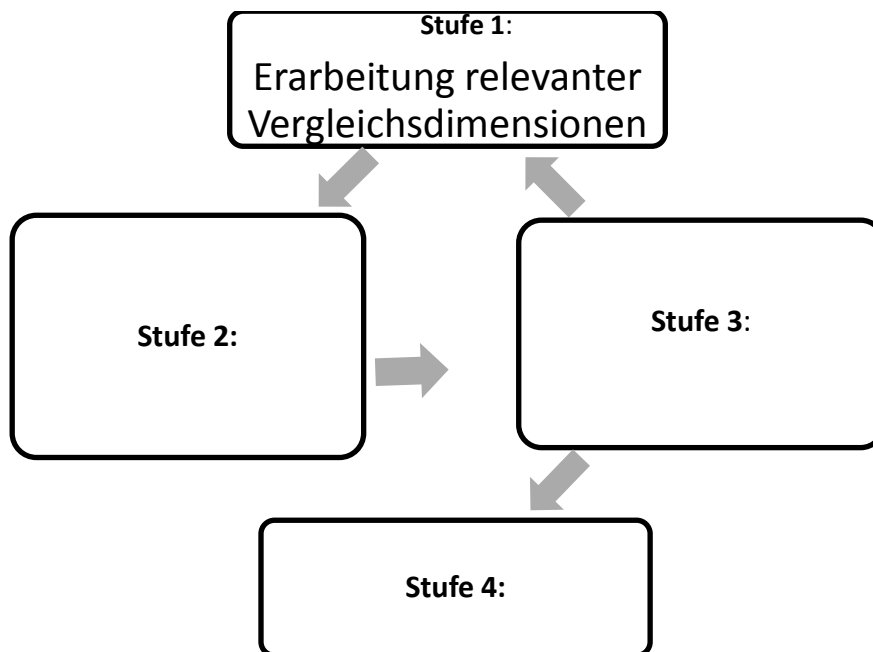 Stufe 1:
Erarbeitung relevanter
Vergleichsdimensionen
Stufe 2:
Stufe 3:
Stufe 4: